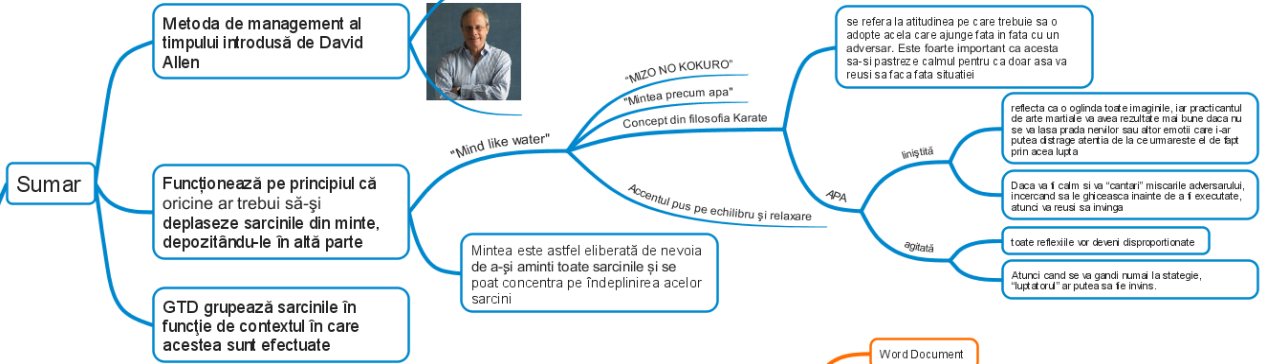 Sumar
Metoda de management al
timpului introdusă de David
Allen
Funcționează pe principiul că
oricine ar trebui să-și
deplaseze sarcinile din minte,
depozitându-le în altă parte
"Mind like water"
"MIZO NO KOKURO"
"Mintea precum apa"
Concept din filosofia Karate
se refera la atitudinea pe care trebuie sa o
adopte acela care ajunge fata in fata cu un
adversar. Este foarte important ca acesta
sa-si pastreze calmul pentru ca doar asa va
reusi sa faca fata situatiei
APA
liniștită
reflecta ca o oglinda toate imaginile, iar practicantul
de arte martiale va avea rezultate mai bune daca nu
se va lasa prada nervilor sau altor emotii care i-ar
putea distrage atentia de la ce urmareste el de fapt
prin acea lupta
Daca va fi calm si va "cantari" miscarile adversarului,
incercand sa le ghiceasca inainte de a fi executate,
atunci va reusi sa invinga
agitată
toate reflexiile vor deveni disproportionate
Atunci cand se va gandi numai la stategie,
"luptatorul" ar putea sa fie invins.
Accentul pus pe echilibru și relaxare
Mintea este astfel eliberată de nevoia
de a-și aminti toate sarcinile și se
poat concentra pe îndeplinirea acelor
sarcini
GTD grupează sarcinile în
funcție de contextul în care
acestea sunt efectuate
Word Document